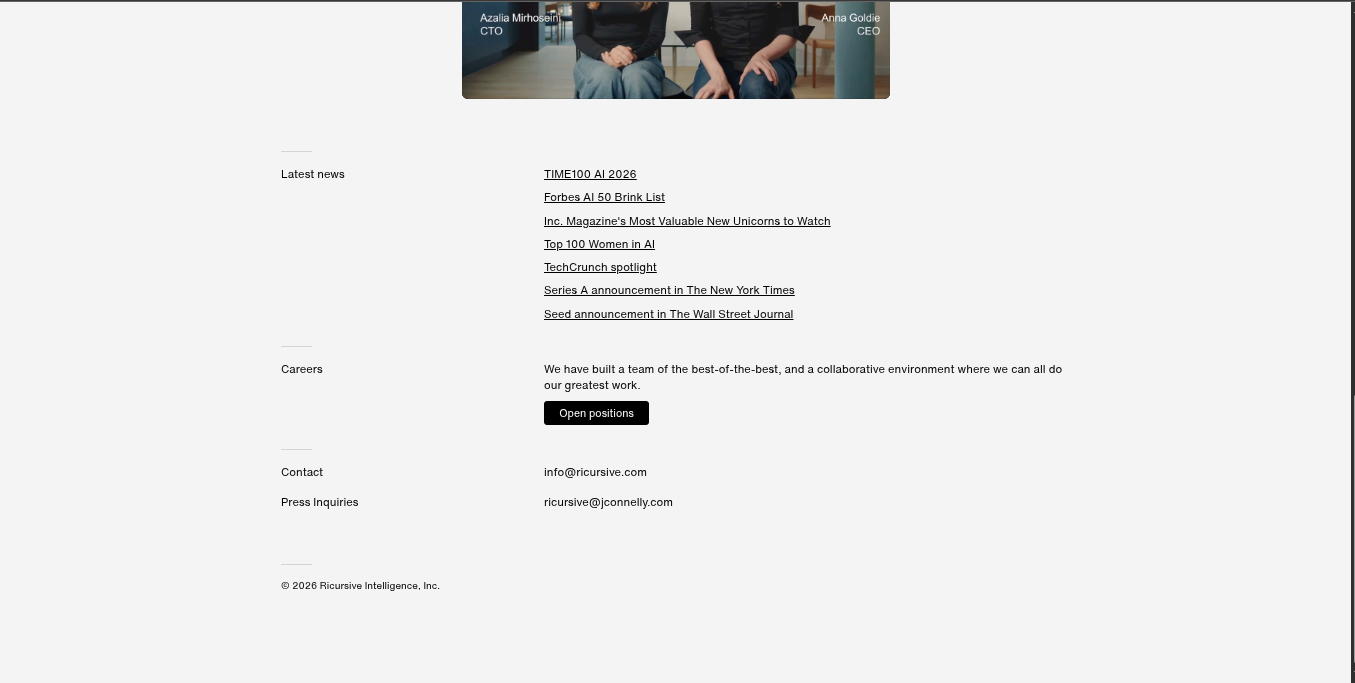 Azalia Mirhoseini
CTO
Anna Goldie
CEO
Latest news
TIME100 AI 2026
Forbes AI 50 Brink List
Inc. Magazine's Most Valuable New Unicorns to Watch
Top 100 Women in AI
TechCrunch spotlight
Series A announcement in The New York Times
Seed announcement in The Wall Street Journal
Careers
We have built a team of the best-of-the-best, and a collaborative environment where we can all do
our greatest work.
Open positions
Contact
info@ricursive.com
Press Inquiries
ricursive@jconnelly.com
© 2026 Ricursive Intelligence, Inc.